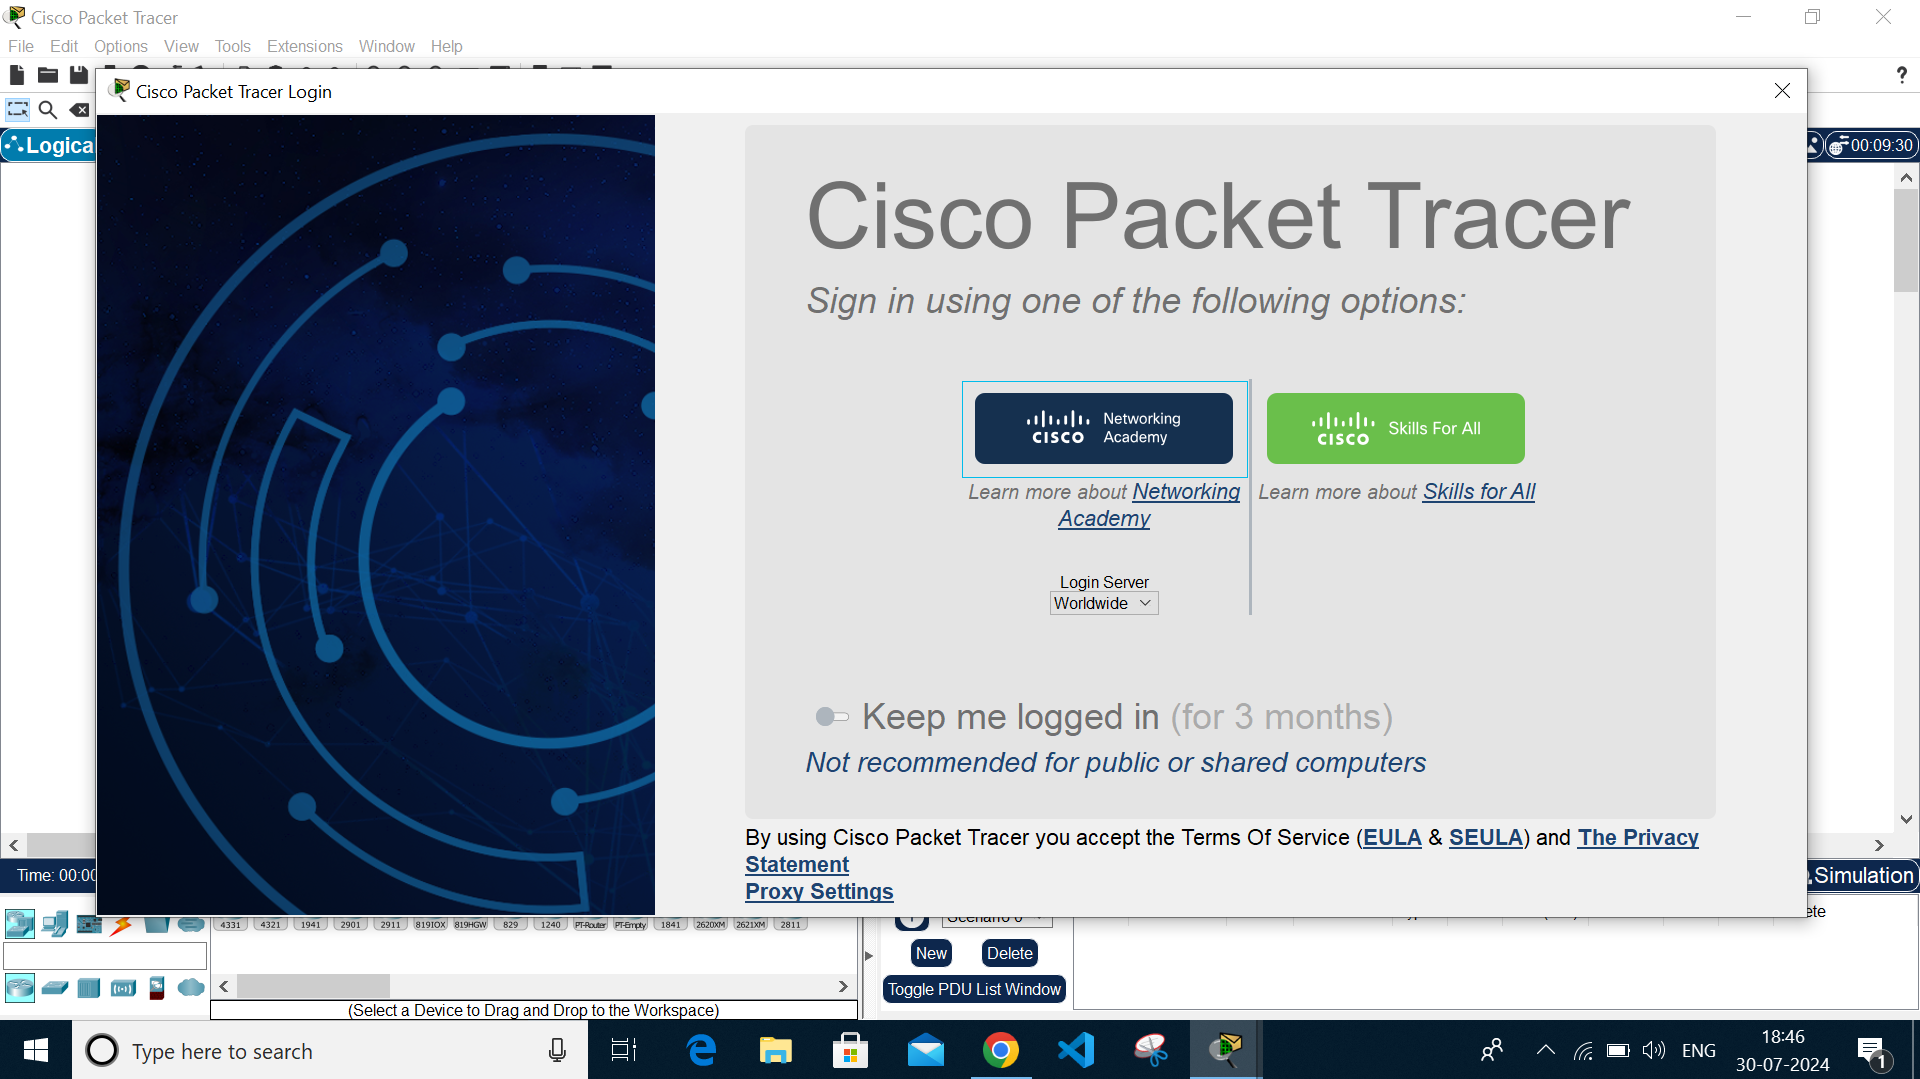 Cisco Packet Tracer
File Edit Options View Tools Extensions Window Help
?
Cisco Packet Tracer Login
Logica
00:09:30
Cisco Packet Tracer
Sign in using one of the following options:
CISCO Networking Academy
CISCO Skills For All
Learn more about Networking Academy
Learn more about Skills for All
Login Server
Worldwide
Keep me logged in (for 3 months)
Not recommended for public or shared computers
By using Cisco Packet Tracer you accept the Terms Of Service (EULA & SEULA) and The Privacy
Statement
Proxy Settings
Time: 00:00
Simulation
4331 4321 1941 2901 2911 819IOX 819HGW 829 1240 PT-Router PT-Empty 1841 2620XM 2621XM 2811
Scenario 0
New Delete
Toggle PDU List Window
(Select a Device to Drag and Drop to the Workspace)
Type here to search
ENG
18:46
30-07-2024
1